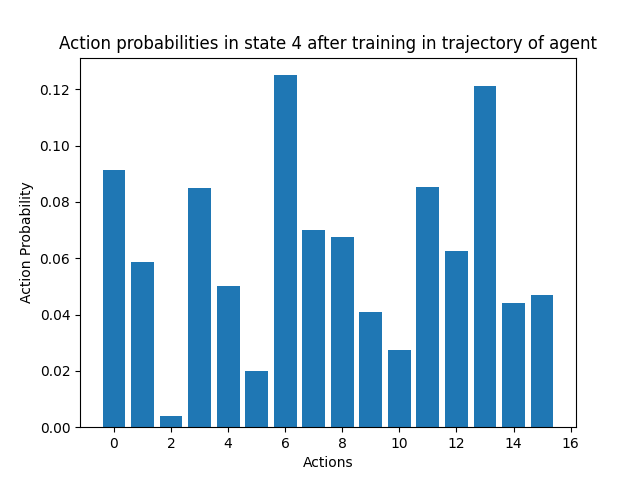 Action probabilities in state 4 after training in trajectory of agent
0.12
0.10
0.08
0.06
0.04
0.02
0.00
Action Probability
0 2 4 6 8 10 12 14 16
Actions